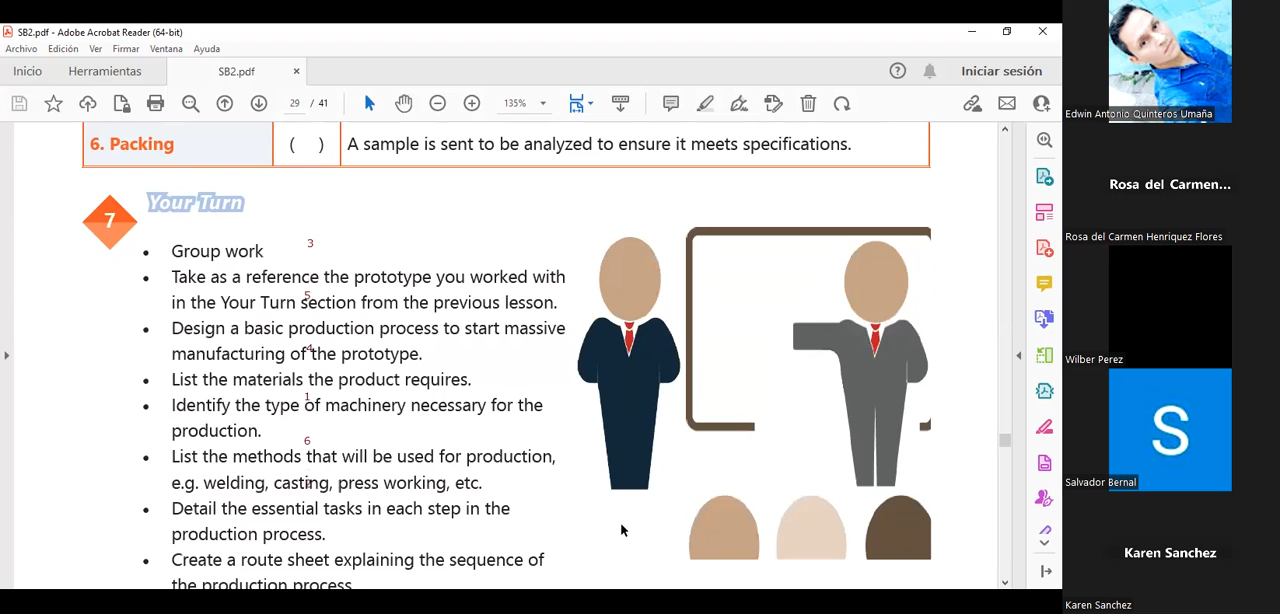 SB2.pdf - Adobe Acrobat Reader (64-bit)
Archivo Edición Ver Firmar Ventana Ayuda
Inicio Herramientas SB2.pdf × Iniciar sesión
29 / 41 135%
6. Packing ( ) A sample is sent to be analyzed to ensure it meets specifications.
7 Your Turn
• Group work
3
• Take as a reference the prototype you worked with
in the Your Turn section from the previous lesson.
5
• Design a basic production process to start massive
manufacturing of the prototype.
4
• List the materials the product requires.
1
• Identify the type of machinery necessary for the
production.
6
• List the methods that will be used for production,
e.g. welding, casting, press working, etc.
• Detail the essential tasks in each step in the
production process.
• Create a route sheet explaining the sequence of
the production process
Edwin Antonio Quinteros Umaña
Rosa del Carmen...
Rosa del Carmen Henriquez Flores
Wilber Perez
S
Salvador Bernal
Karen Sanchez
Karen Sanchez